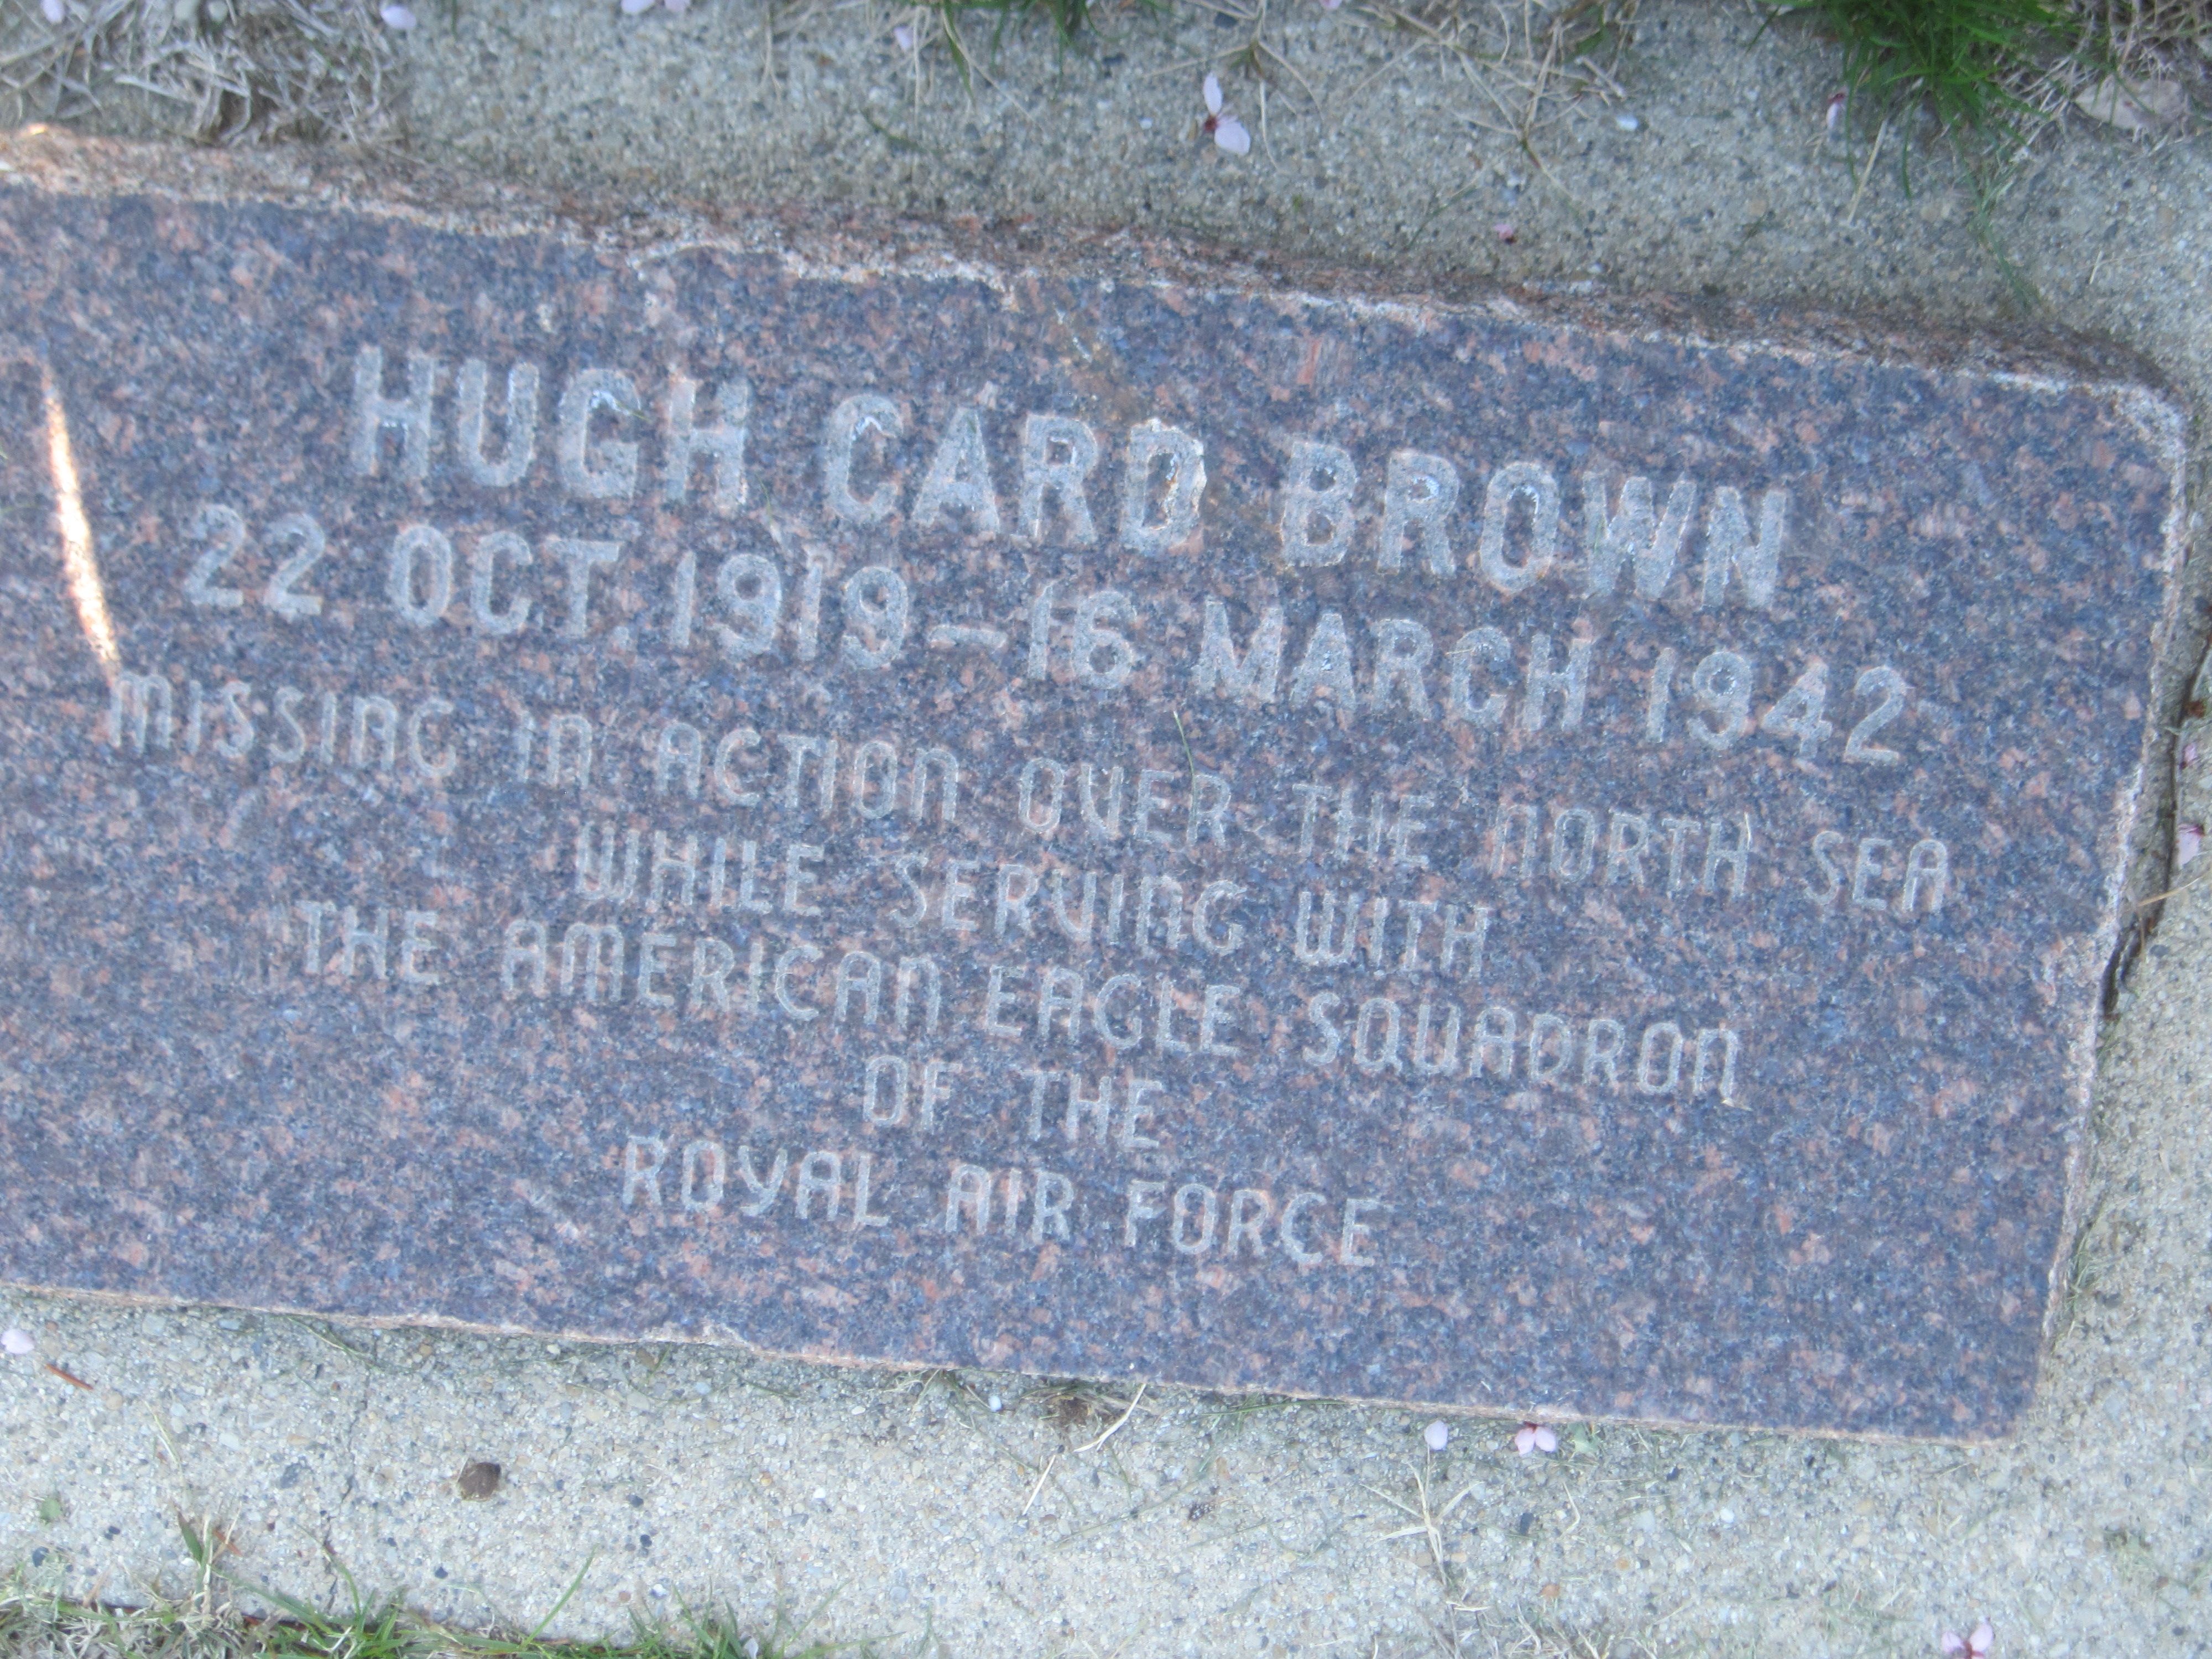 HUGH CARD BROWN
22 OCT. 1919 — 16 MARCH 1942
MISSING IN ACTION OVER THE NORTH SEA
WHILE SERVING WITH
THE AMERICAN EAGLE SQUADRON
OF THE
ROYAL AIR FORCE